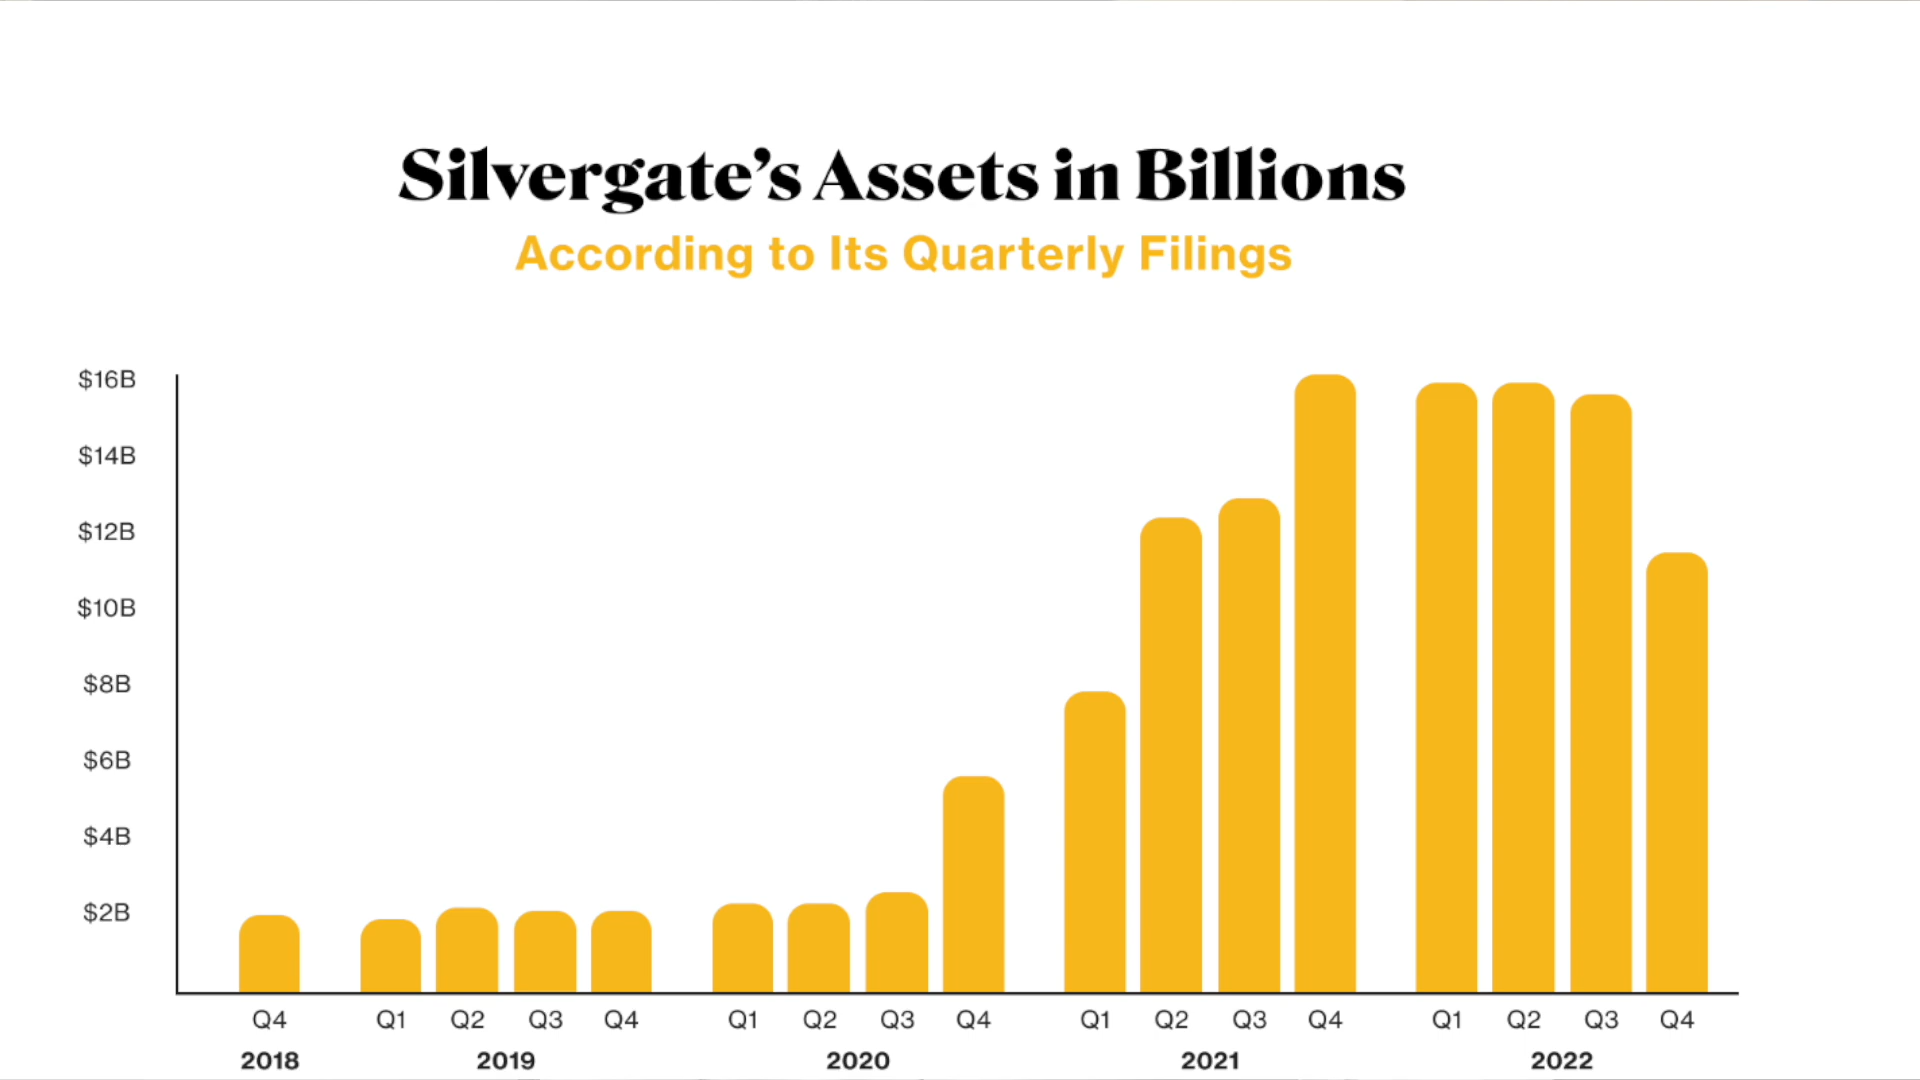 Silvergate’s Assets in Billions
According to Its Quarterly Filings
$16B
$14B
$12B
$10B
$8B
$6B
$4B
$2B
Q4 Q1 Q2 Q3 Q4 Q1 Q2 Q3 Q4 Q1 Q2 Q3 Q4 Q1 Q2 Q3 Q4
2018 2019 2020 2021 2022